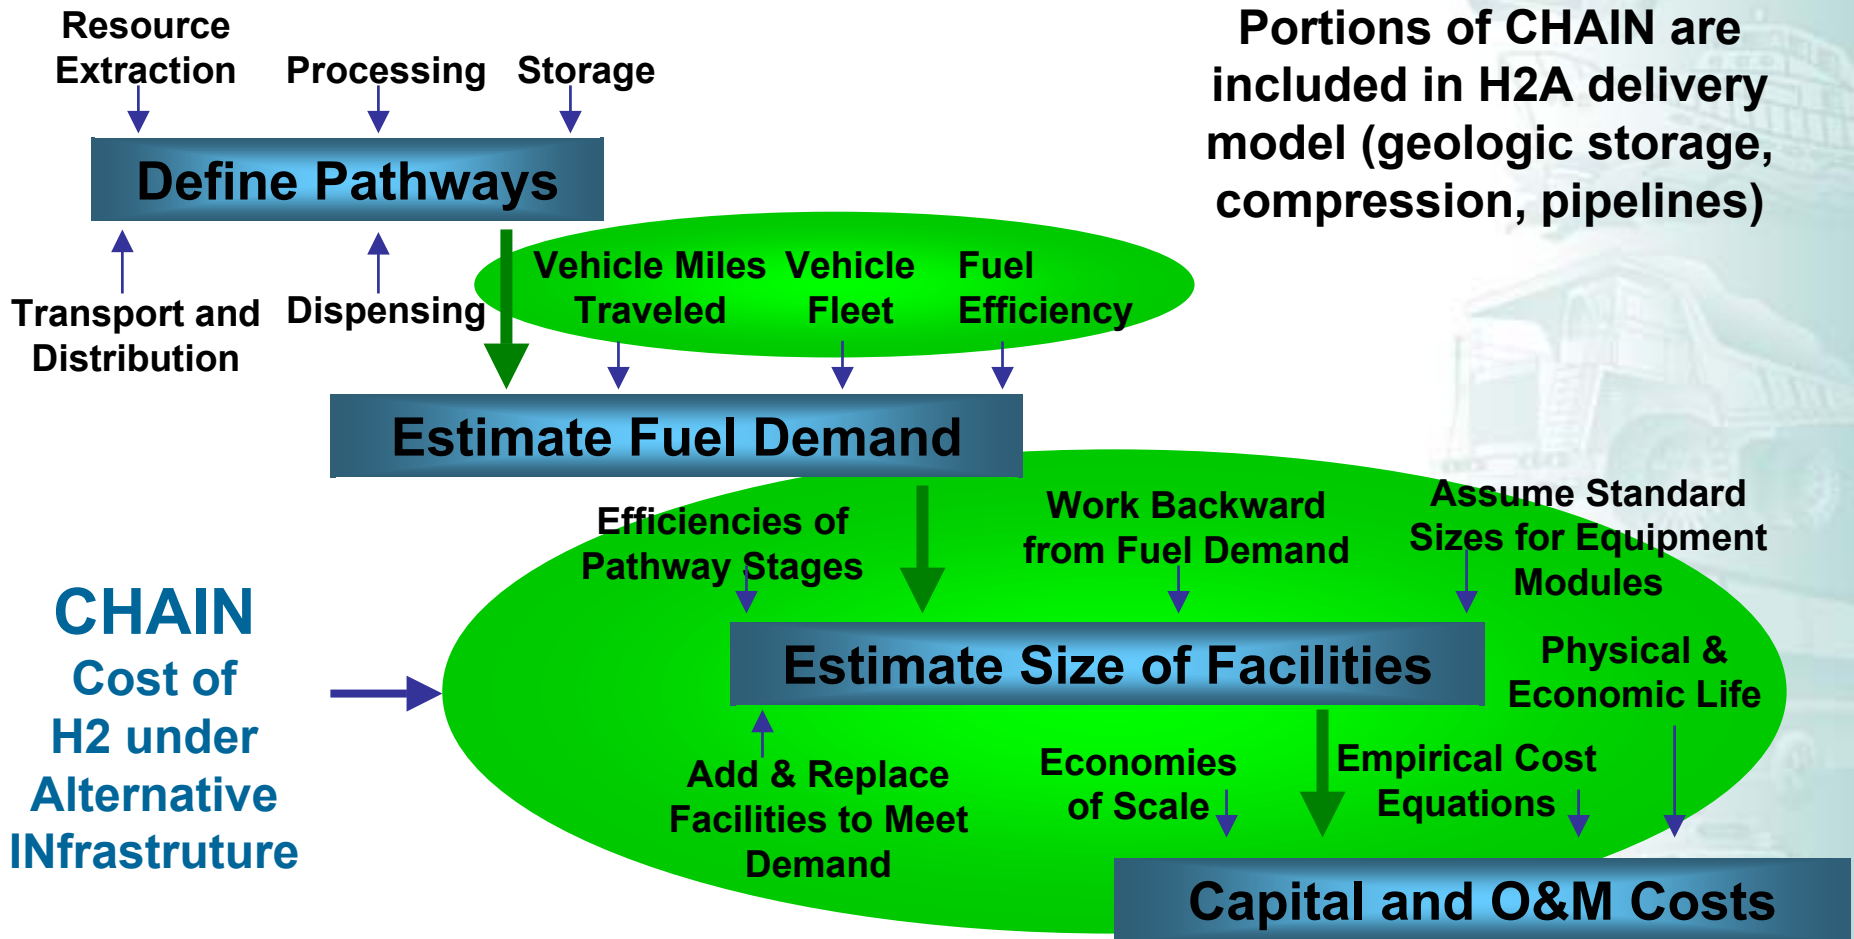 Resource
Extraction
Processing
Storage
Portions of CHAIN are
included in H2A delivery
model (geologic storage,
compression, pipelines)
Define Pathways
Transport and
Distribution
Dispensing
Vehicle Miles
Traveled
Vehicle
Fleet
Fuel
Efficiency
Estimate Fuel Demand
Efficiencies of
Pathway Stages
Work Backward
from Fuel Demand
Assume Standard
Sizes for Equipment
Modules
CHAIN
Cost of
H2 under
Alternative
INfrastruture
Estimate Size of Facilities
Physical &
Economic Life
Add & Replace
Facilities to Meet
Demand
Economies
of Scale
Empirical Cost
Equations
Capital and O&M Costs